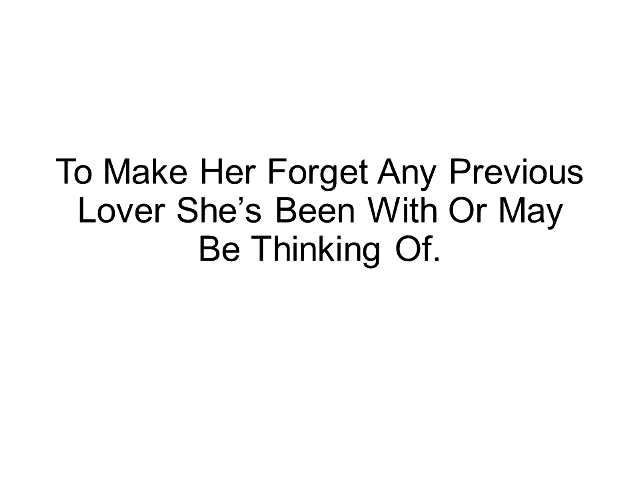 To Make Her Forget Any Previous
Lover She’s Been With Or May
Be Thinking Of.